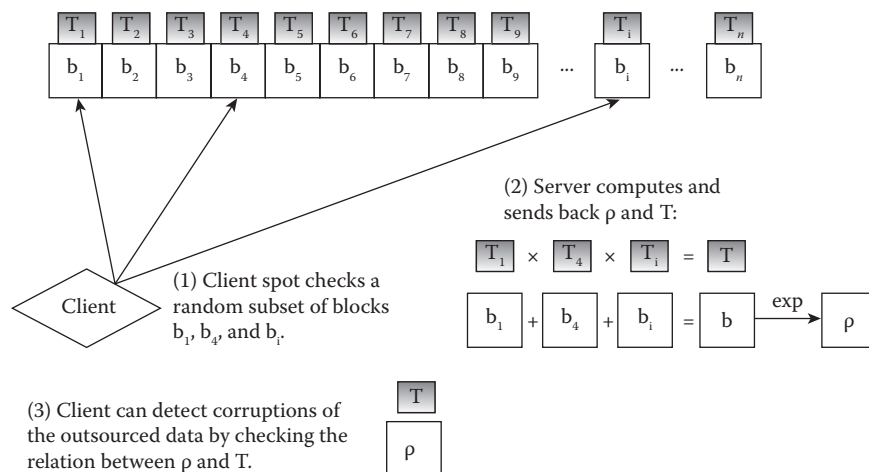 T₁ T₂ T₃ T₄ T₅ T₆ T₇ T₈ T₉ Tᵢ Tₙ
b₁ b₂ b₃ b₄ b₅ b₆ b₇ b₈ b₉ ... bᵢ ... bₙ
(2) Server computes and
sends back ρ and T:
T₁ × T₄ × Tᵢ = T
Client
(1) Client spot checks a
random subset of blocks
b₁, b₄, and bᵢ.
b₁ + b₄ + bᵢ = b exp ρ
(3) Client can detect corruptions of
the outsourced data by checking the
relation between ρ and T.
T
ρ